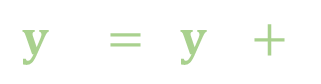 y = y +